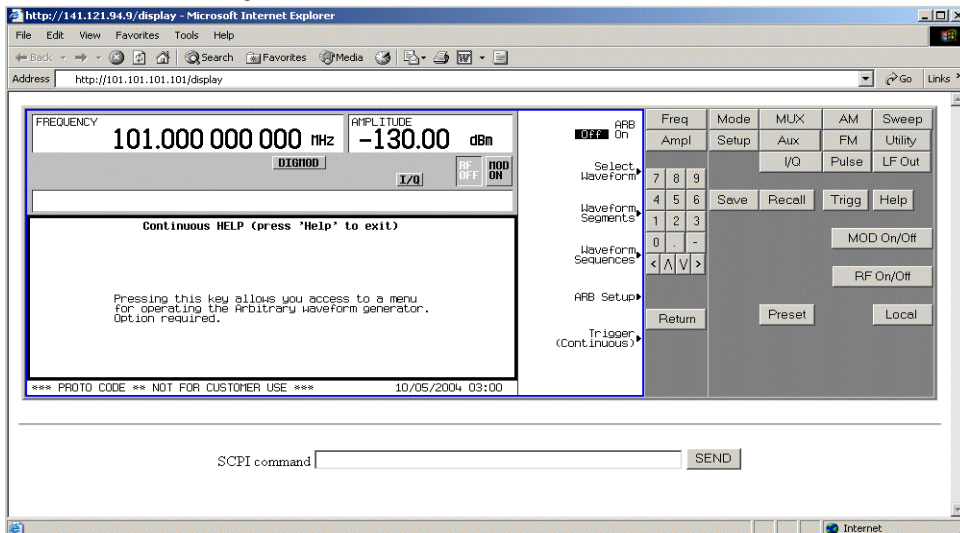 http://141.121.94.9/display - Microsoft Internet Explorer
File Edit View Favorites Tools Help
Back Search Favorites Media
Address http://101.101.101.101/display Go Links
FREQUENCY
101.000 000 000 MHz
AMPLITUDE
-130.00 dBm
DIGMOD
I/Q
RF OFF
MOD ON
Continuous HELP (press 'Help' to exit)
Pressing this key allows you access to a menu
for operating the Arbitrary waveform generator.
Option required.
*** PROTO CODE ** NOT FOR CUSTOMER USE *** 10/05/2004 03:00
ARB
Off On
Select
Waveform
Waveform
Segments
Waveform
Sequences
ARB Setup
Trigger
(Continuous)
Freq Mode MUX AM Sweep
Ampl Setup Aux FM Utility
I/Q Pulse LF Out
7 8 9
4 5 6 Save Recall Trigg Help
1 2 3
0 . - MOD On/Off
< Λ V >
RF On/Off
Return Preset Local
SCPI command SEND
Internet